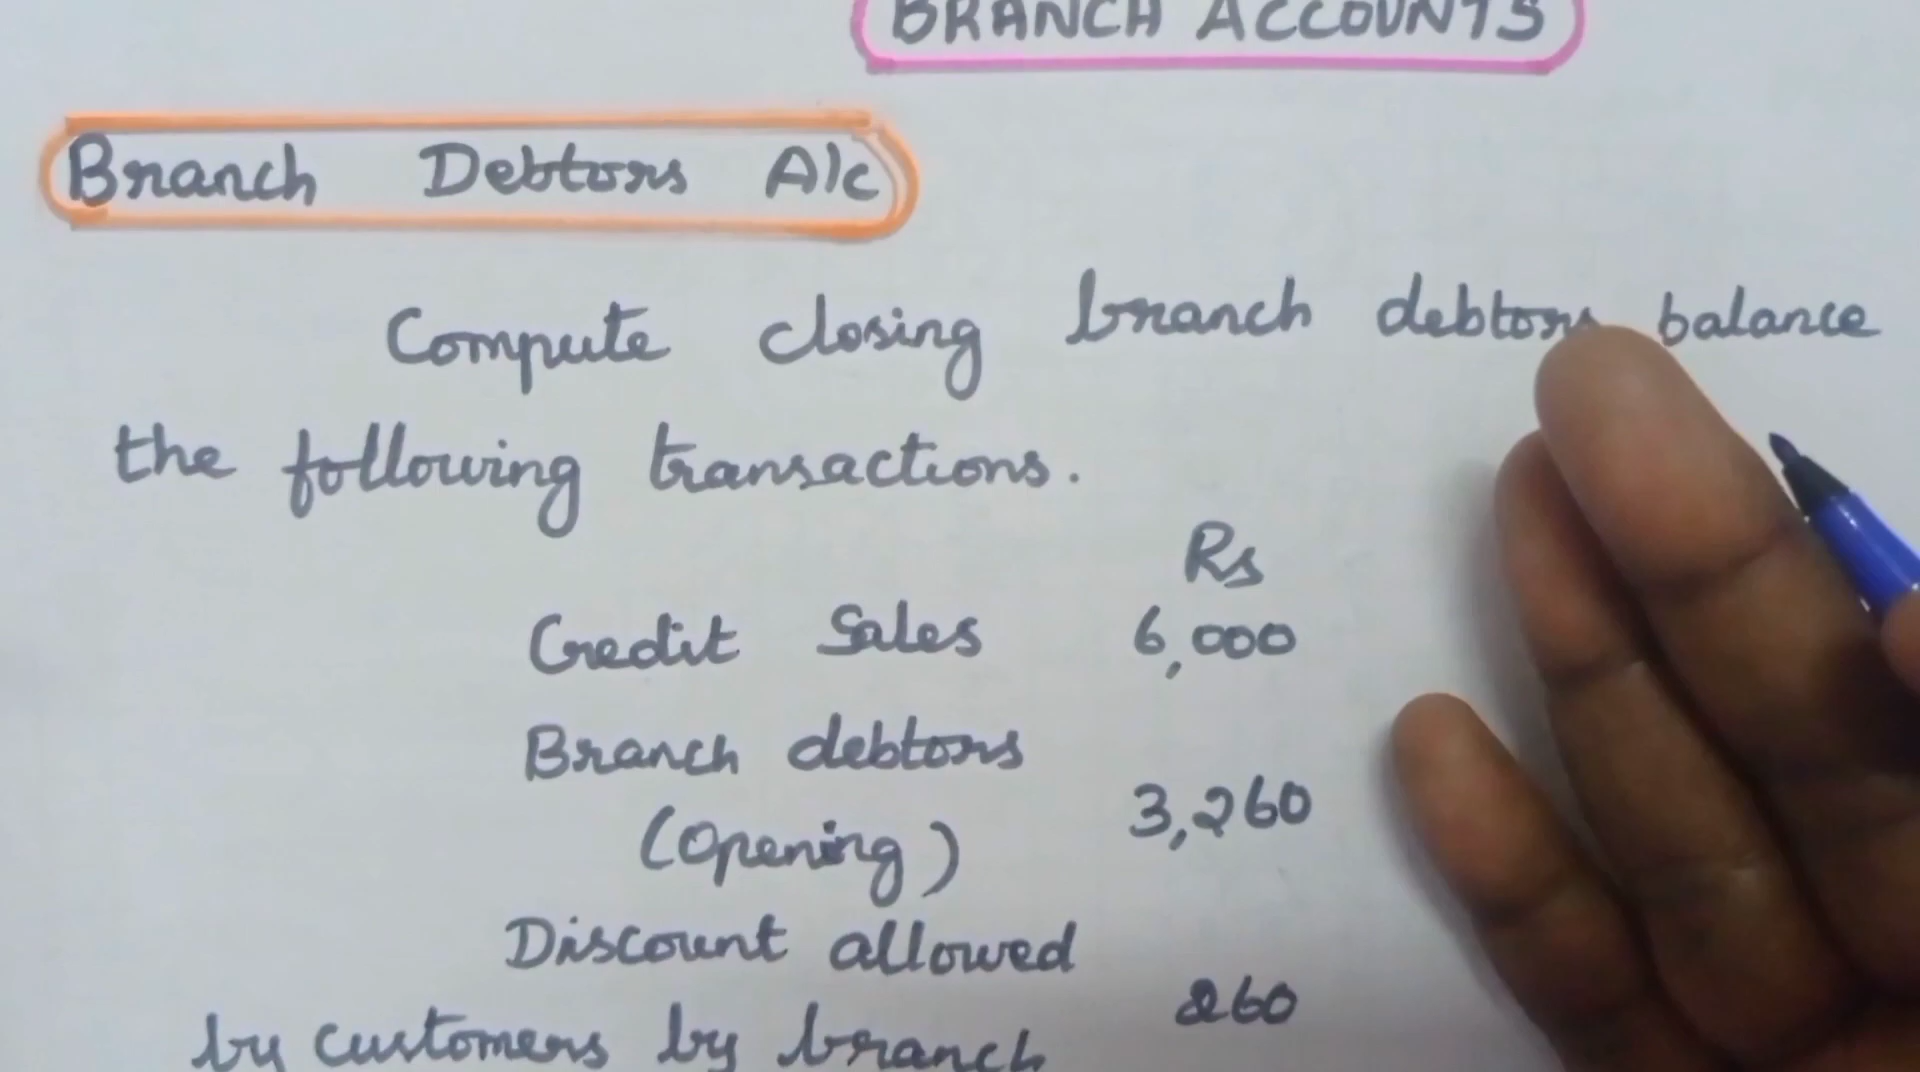 BRANCH ACCOUNTS
Branch Debtors A/c
Compute closing branch debtors balance
the following transactions.
Rs
Credit Sales 6,000
Branch debtors
(Opening) 3,260
Discount allowed
by customers by branch 260